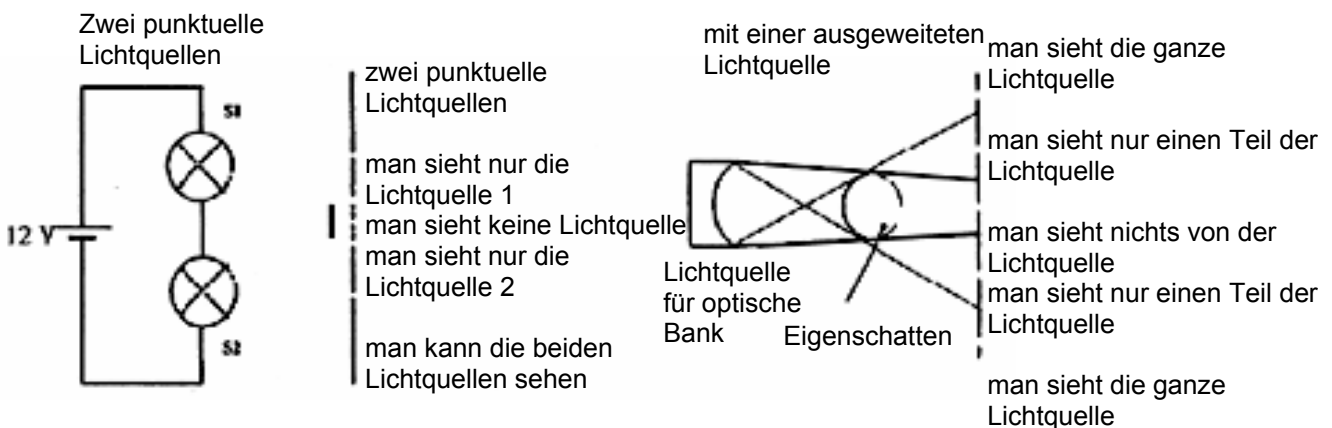 Zwei punktuelle
Lichtquellen
S1
12 V
S2
zwei punktuelle
Lichtquellen
man sieht nur die
Lichtquelle 1
man sieht keine Lichtquelle
man sieht nur die
Lichtquelle 2
man kann die beiden
Lichtquellen sehen
mit einer ausgeweiteten
Lichtquelle
Lichtquelle
für optische
Bank
Eigenschatten
man sieht die ganze
Lichtquelle
man sieht nur einen Teil der
Lichtquelle
man sieht nichts von der
Lichtquelle
man sieht nur einen Teil der
Lichtquelle
man sieht die ganze
Lichtquelle